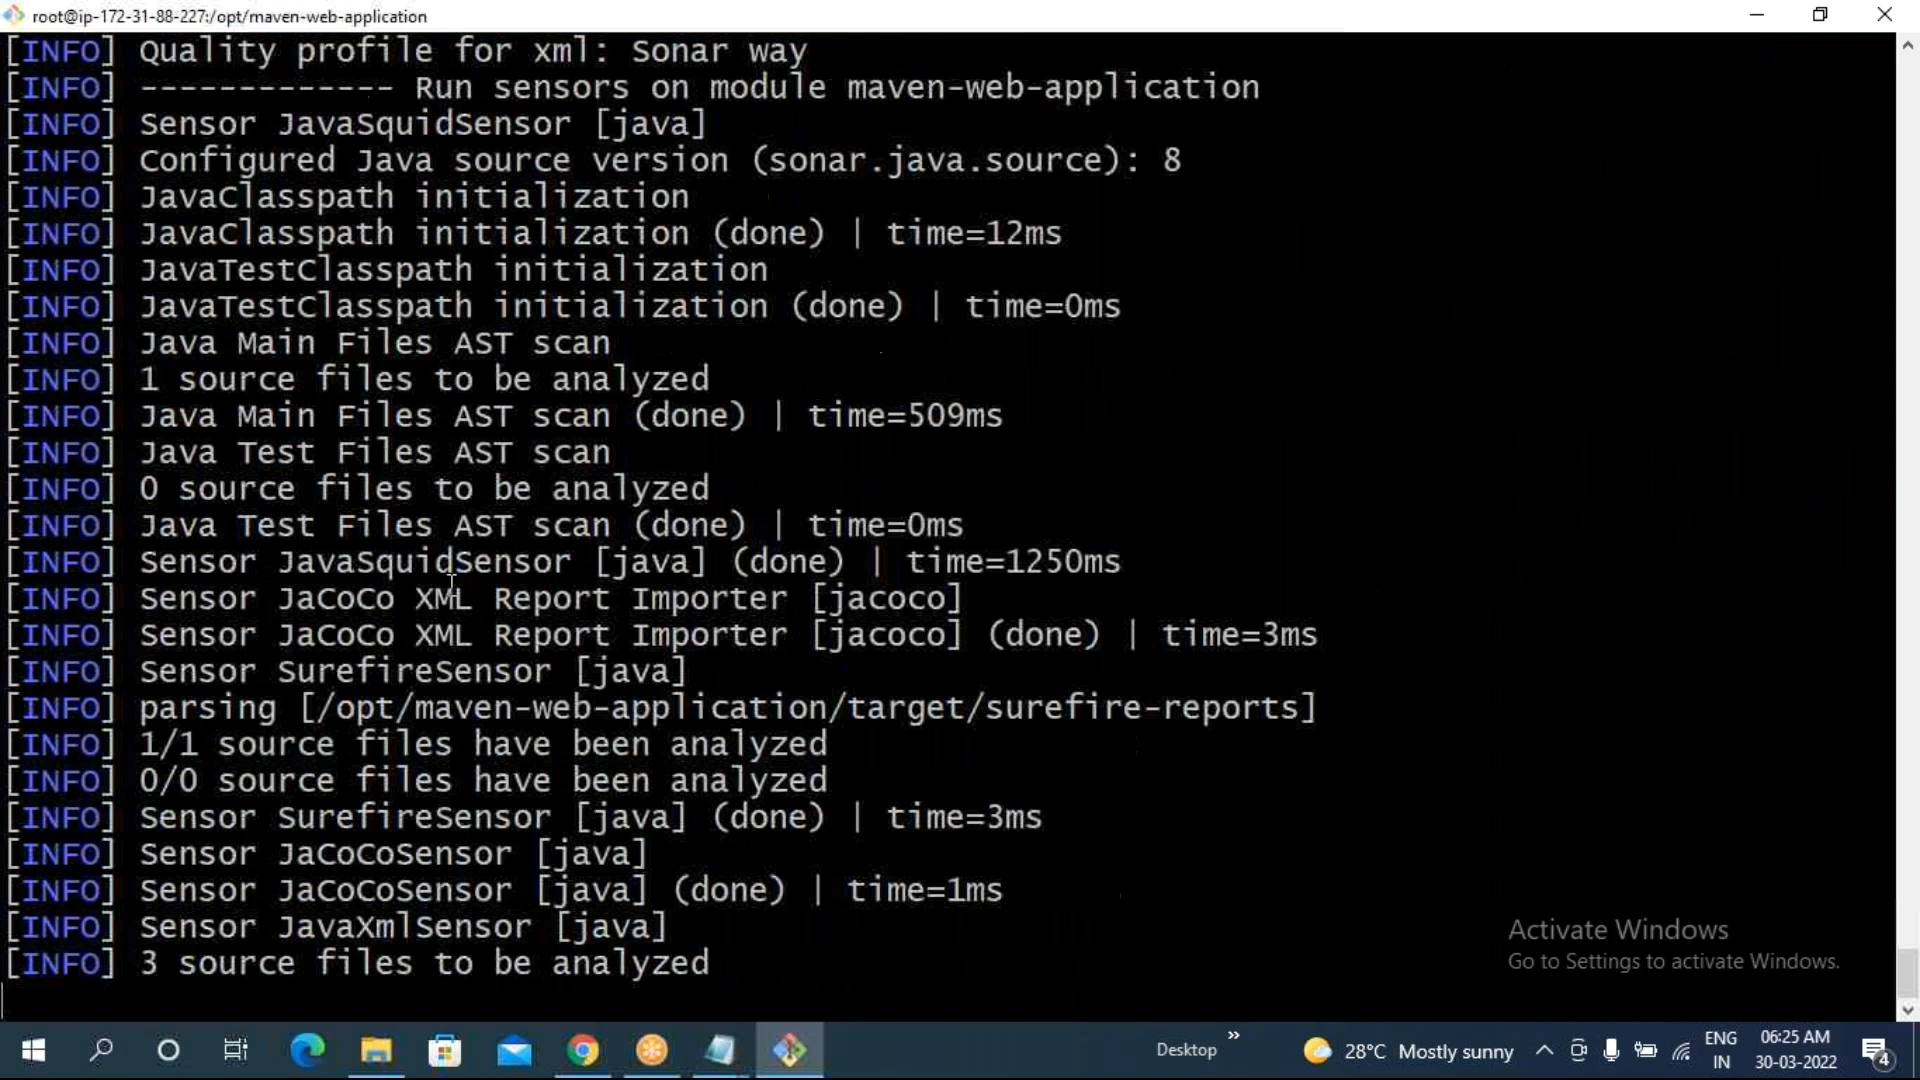 root@ip-172-31-88-227:/opt/maven-web-application
[INFO] Quality profile for xml: Sonar way
[INFO] ------------- Run sensors on module maven-web-application
[INFO] Sensor JavaSquidSensor [java]
[INFO] Configured Java source version (sonar.java.source): 8
[INFO] JavaClasspath initialization
[INFO] JavaClasspath initialization (done) | time=12ms
[INFO] JavaTestClasspath initialization
[INFO] JavaTestClasspath initialization (done) | time=0ms
[INFO] Java Main Files AST scan
[INFO] 1 source files to be analyzed
[INFO] Java Main Files AST scan (done) | time=509ms
[INFO] Java Test Files AST scan
[INFO] 0 source files to be analyzed
[INFO] Java Test Files AST scan (done) | time=0ms
[INFO] Sensor JavaSquidSensor [java] (done) | time=1250ms
[INFO] Sensor JaCoCo XML Report Importer [jacoco]
[INFO] Sensor JaCoCo XML Report Importer [jacoco] (done) | time=3ms
[INFO] Sensor SurefireSensor [java]
[INFO] parsing [/opt/maven-web-application/target/surefire-reports]
[INFO] 1/1 source files have been analyzed
[INFO] 0/0 source files have been analyzed
[INFO] Sensor SurefireSensor [java] (done) | time=3ms
[INFO] Sensor JaCoCoSensor [java]
[INFO] Sensor JaCoCoSensor [java] (done) | time=1ms
[INFO] Sensor JavaXmlSensor [java]
[INFO] 3 source files to be analyzed
Activate Windows
Go to Settings to activate Windows.
Desktop
28°C Mostly sunny
ENG
IN
06:25 AM
30-03-2022
4